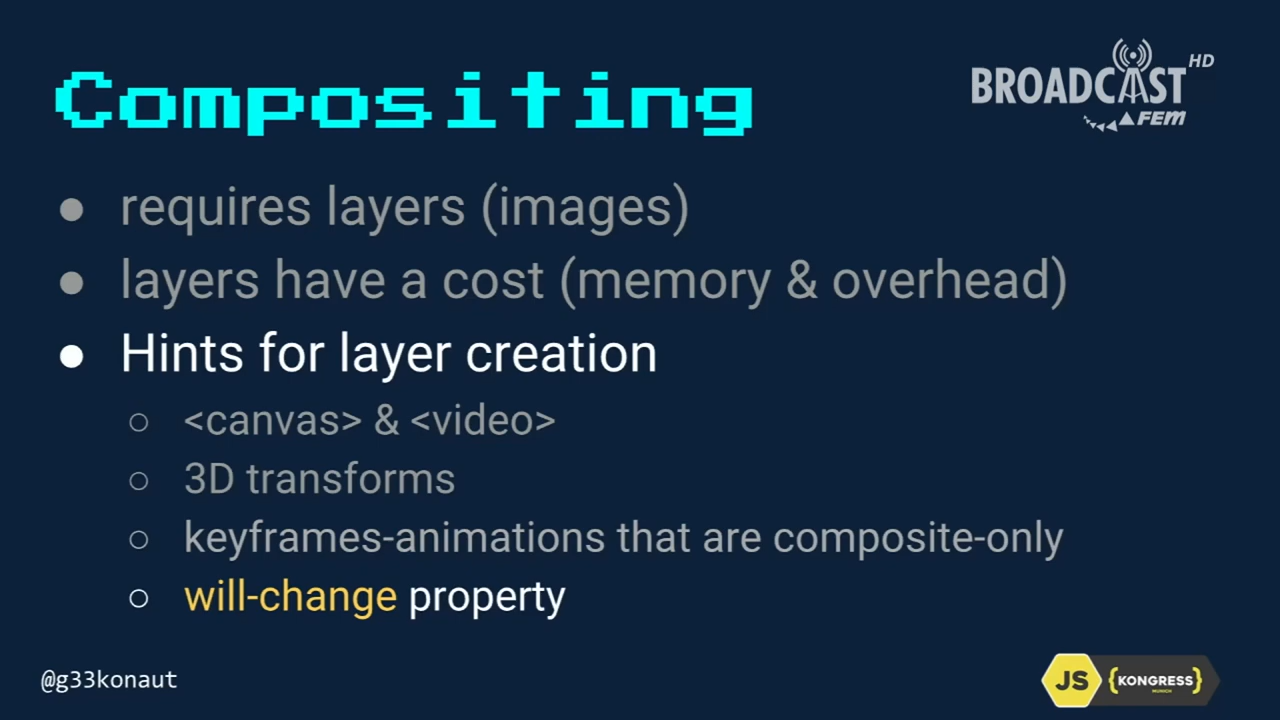 Compositing
BROADCAST HD
FEM
● requires layers (images)
● layers have a cost (memory & overhead)
● Hints for layer creation
○ <canvas> & <video>
○ 3D transforms
○ keyframes-animations that are composite-only
○ will-change property
@g33konaut
JS {KONGRESS}
MUNICH